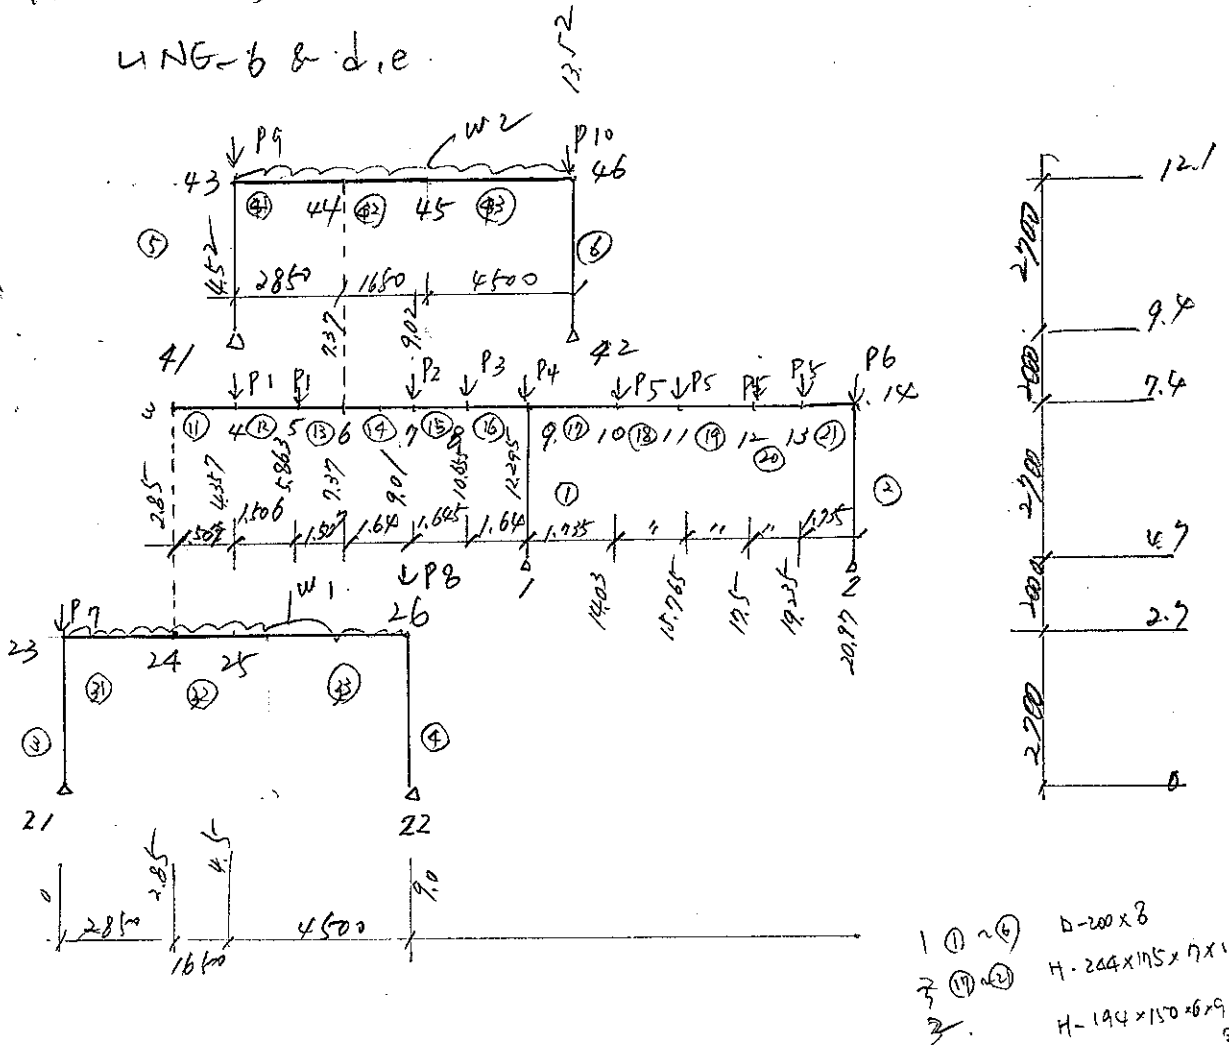 LINE-b & d,e
13.52
P9 W2 P10
43 46 12.1
㊶ 44 ㊷ 45 ㊸
⑤ ⑥ 2700
4.52 2850 1650 4500
7.37 9.02 9.4
41 42
P1 P1 P2 P3 P4 P5 P5 P5 P5 P6 2000
14 7.4
⑪ 4 ⑫ 5 ⑬ 6 ⑭ 7 ⑮ 8 ⑯ 9 ⑰ 10 ⑱ 11 ⑲ 12 ⑳ 13 ㉑
2.85 4.357 5.863 7.37 9.01 10.655 12.295 ① ② 2700
1.507 1.506 1.507 1.64 1.645 1.64 1.735 " " " 1.735
4.7
P8 1 2
14.03 15.765 17.5 19.235 20.97
P7 W1 26 2000
23 2.7
24 25
㉛ ㉜ ㉝
③ ④ 2700
21 22 0
0 2.85 4.5 9.0
2850 1650 4500
①~⑥ □-200×8
⑰~㉑ H-244×175×7×1
H-194×150×6×9